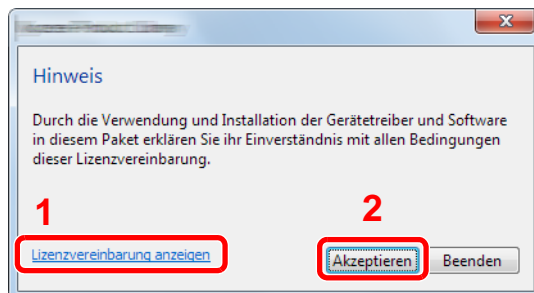 Hinweis
Durch die Verwendung und Installation der Gerätetreiber und Software
in diesem Paket erklären Sie ihr Einverständnis mit allen Bedingungen
dieser Lizenzvereinbarung.
1
2
Lizenzvereinbarung anzeigen
Akzeptieren
Beenden